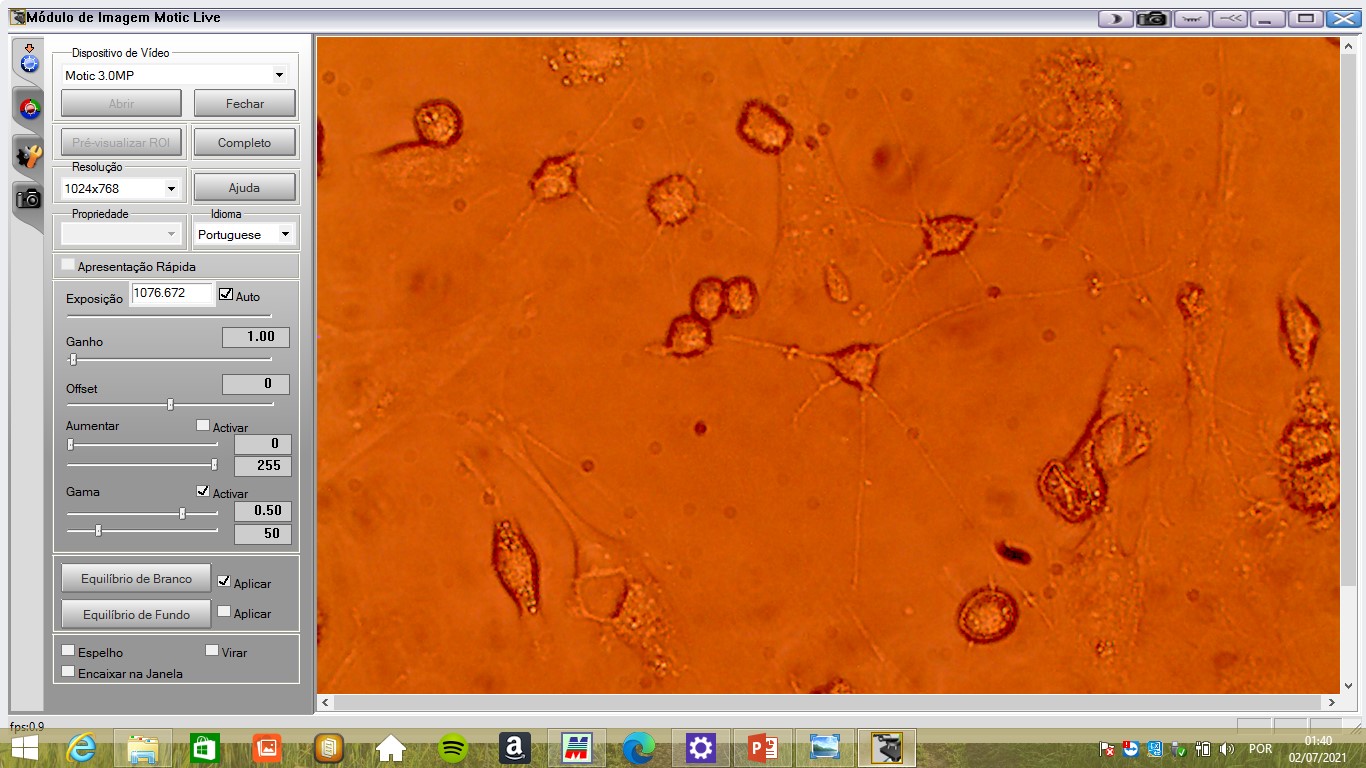 Módulo de Imagem Motic Live
Dispositivo de Vídeo
Motic 3.0MP
Abrir
Fechar
Pré-visualizar ROI
Completo
Resolução
1024x768
Ajuda
Propriedade
Idioma
Portuguese
Apresentação Rápida
Exposição
1076.672
Auto
Ganho
1.00
Offset
0
Aumentar
Activar
0
255
Gama
Activar
0.50
50
Equilíbrio de Branco
Aplicar
Equilíbrio de Fundo
Aplicar
Espelho
Virar
Encaixar na Janela
fps:0.9
POR
01:40
02/07/2021